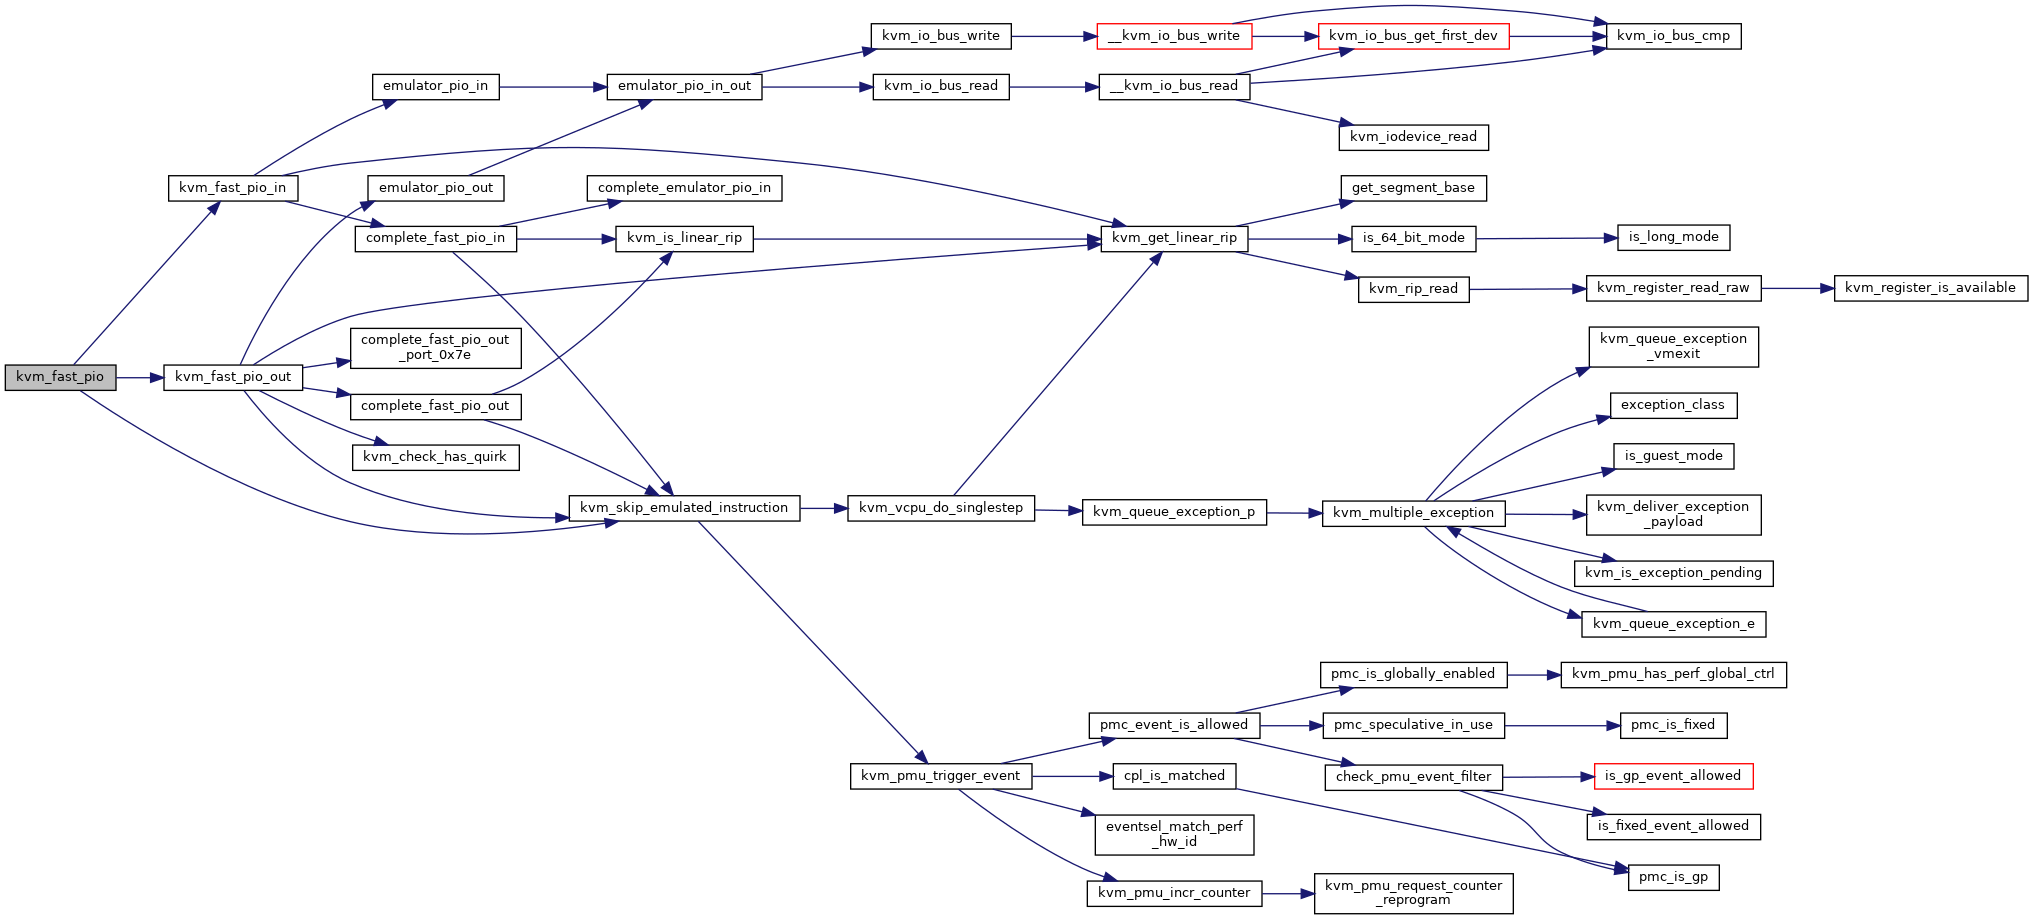 kvm_io_bus_write
__kvm_io_bus_write
kvm_io_bus_get_first_dev
kvm_io_bus_cmp
emulator_pio_in
emulator_pio_in_out
kvm_io_bus_read
__kvm_io_bus_read
kvm_iodevice_read
kvm_fast_pio_in
emulator_pio_out
complete_emulator_pio_in
get_segment_base
complete_fast_pio_in
kvm_is_linear_rip
kvm_get_linear_rip
is_64_bit_mode
is_long_mode
kvm_rip_read
kvm_register_read_raw
kvm_register_is_available
complete_fast_pio_out
_port_0x7e
kvm_queue_exception
_vmexit
kvm_fast_pio
kvm_fast_pio_out
complete_fast_pio_out
exception_class
kvm_check_has_quirk
is_guest_mode
kvm_skip_emulated_instruction
kvm_vcpu_do_singlestep
kvm_queue_exception_p
kvm_multiple_exception
kvm_deliver_exception
_payload
kvm_is_exception_pending
kvm_queue_exception_e
pmc_is_globally_enabled
kvm_pmu_has_perf_global_ctrl
pmc_event_is_allowed
pmc_speculative_in_use
pmc_is_fixed
kvm_pmu_trigger_event
cpl_is_matched
check_pmu_event_filter
is_gp_event_allowed
eventsel_match_perf
_hw_id
is_fixed_event_allowed
pmc_is_gp
kvm_pmu_incr_counter
kvm_pmu_request_counter
_reprogram